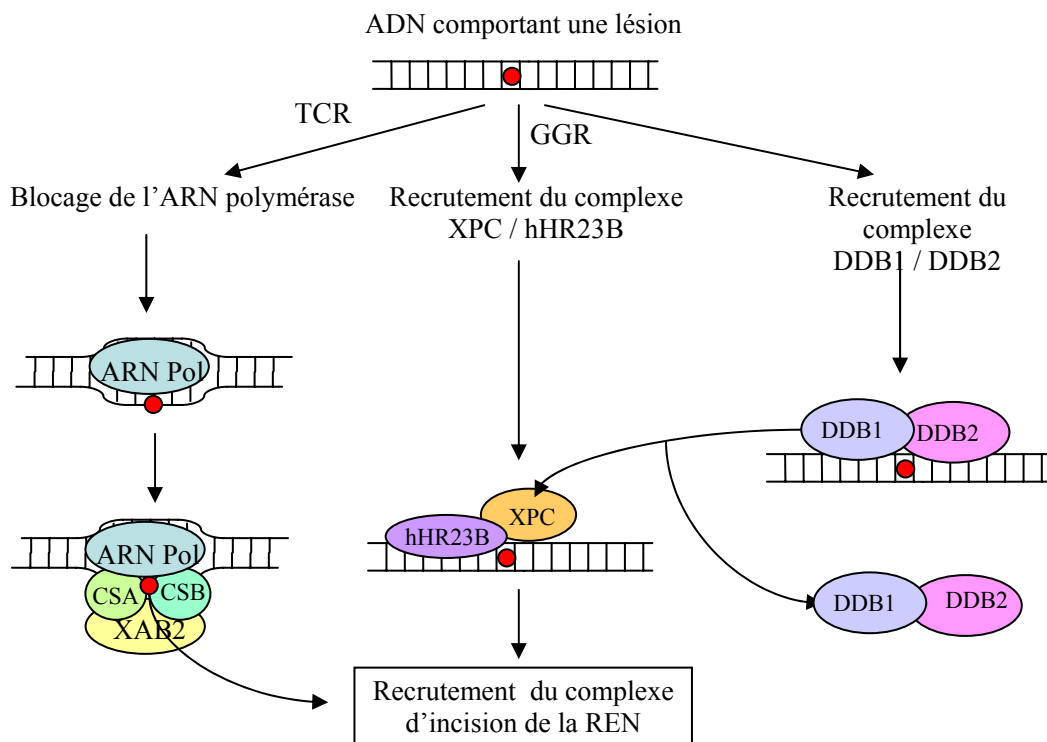 ADN comportant une lésion
TCR
GGR
Blocage de l’ARN polymérase
Recrutement du complexe
XPC / hHR23B
Recrutement du
complexe
DDB1 / DDB2
ARN Pol
DDB1
DDB2
XPC
hHR23B
ARN Pol
CSA
CSB
XAB2
DDB1
DDB2
Recrutement du complexe
d’incision de la REN